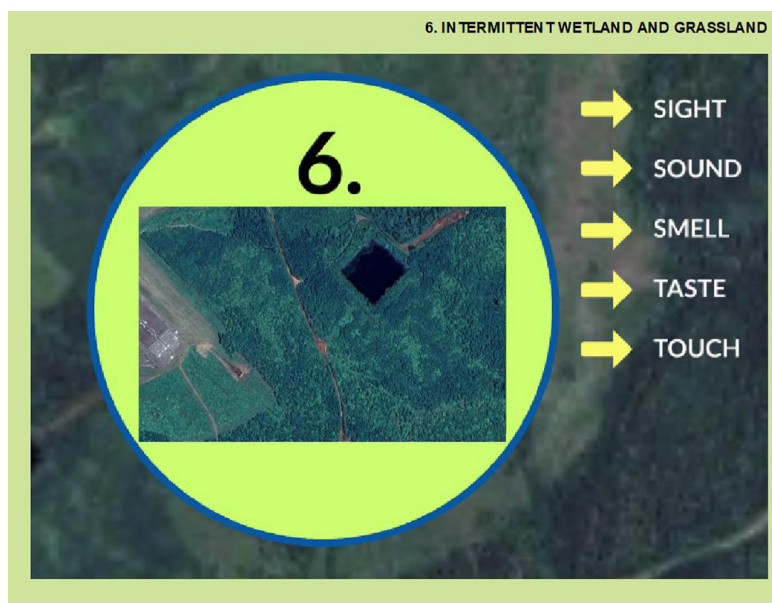 6. INTERMITTENT WETLAND AND GRASSLAND
6.
SIGHT
SOUND
SMELL
TASTE
TOUCH